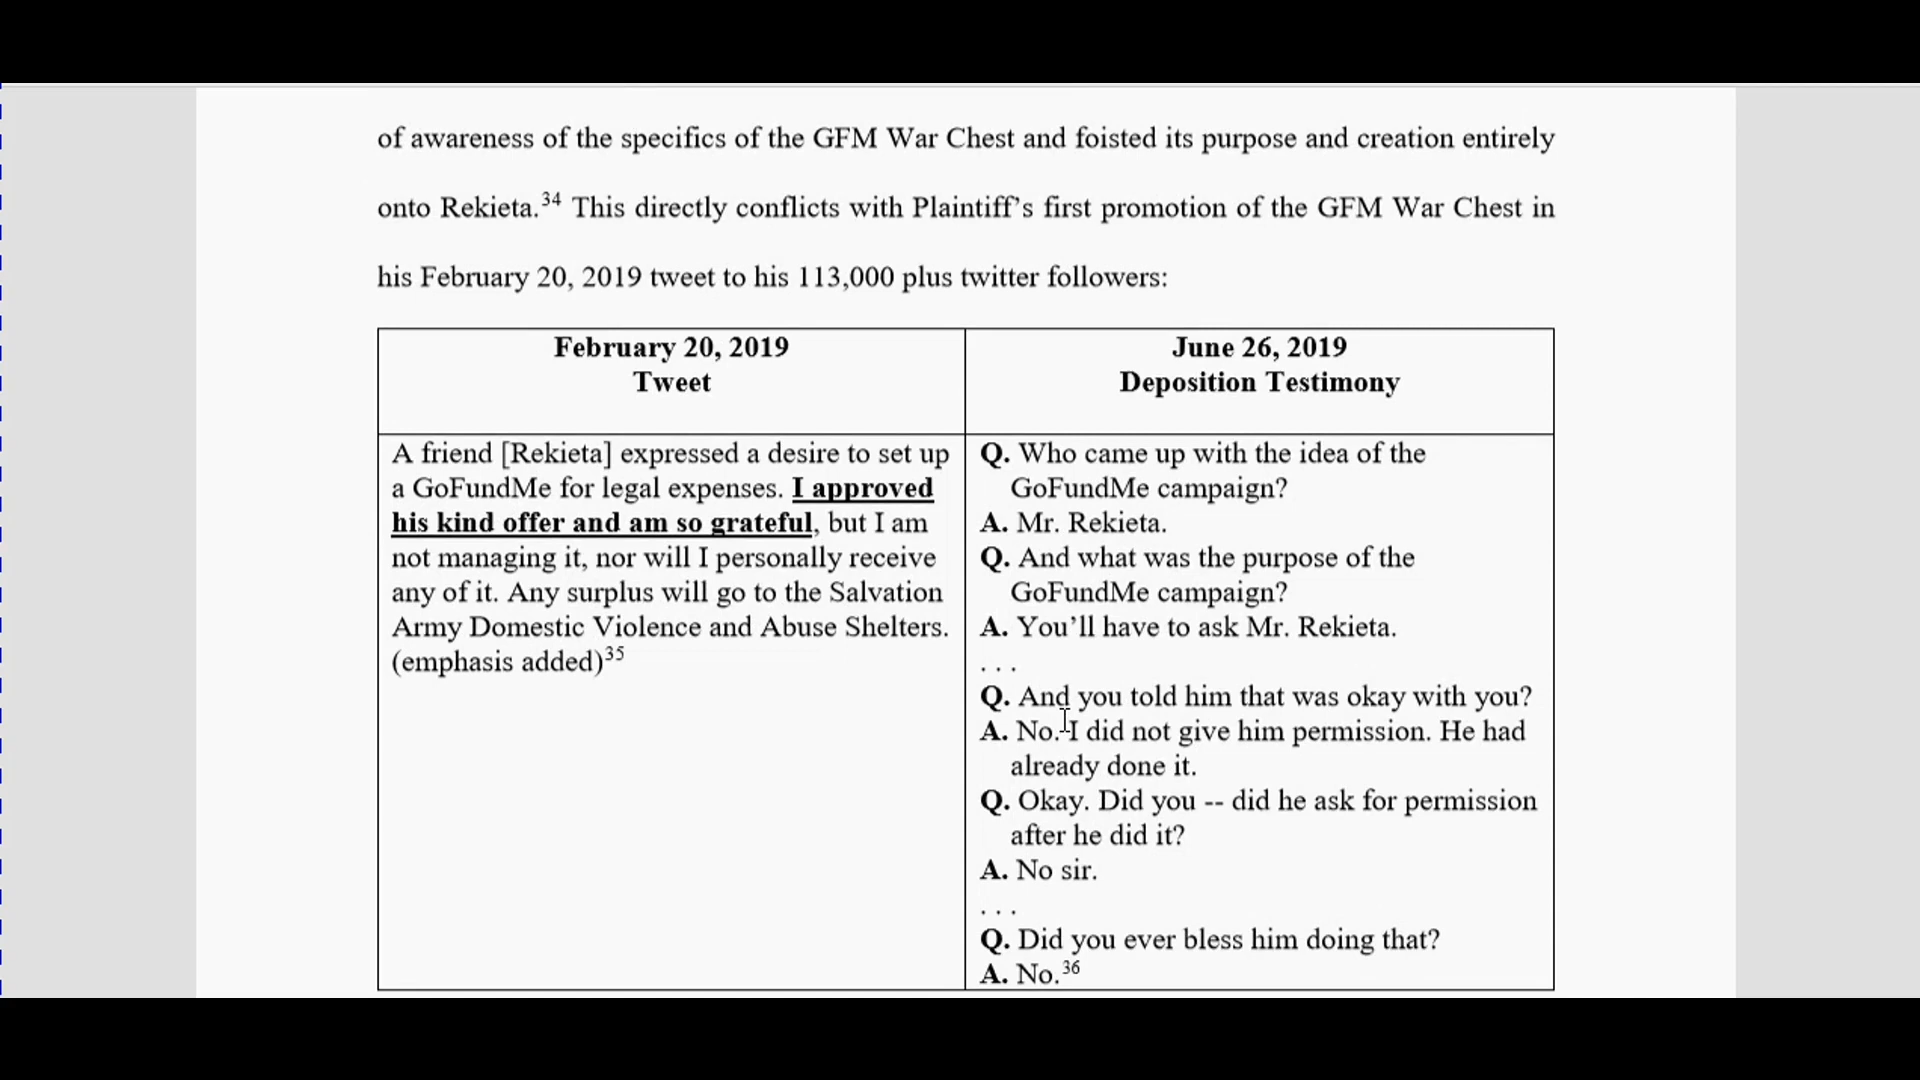 of awareness of the specifics of the GFM War Chest and foisted its purpose and creation entirely
onto Rekieta.34 This directly conflicts with Plaintiff’s first promotion of the GFM War Chest in
his February 20, 2019 tweet to his 113,000 plus twitter followers:
February 20, 2019
Tweet
A friend [Rekieta] expressed a desire to set up
a GoFundMe for legal expenses. I approved
his kind offer and am so grateful, but I am
not managing it, nor will I personally receive
any of it. Any surplus will go to the Salvation
Army Domestic Violence and Abuse Shelters.
(emphasis added)35
June 26, 2019
Deposition Testimony
Q. Who came up with the idea of the
GoFundMe campaign?
A. Mr. Rekieta.
Q. And what was the purpose of the
GoFundMe campaign?
A. You’ll have to ask Mr. Rekieta.
. . .
Q. And you told him that was okay with you?
A. No. I did not give him permission. He had
already done it.
Q. Okay. Did you -- did he ask for permission
after he did it?
A. No sir.
. . .
Q. Did you ever bless him doing that?
A. No.36